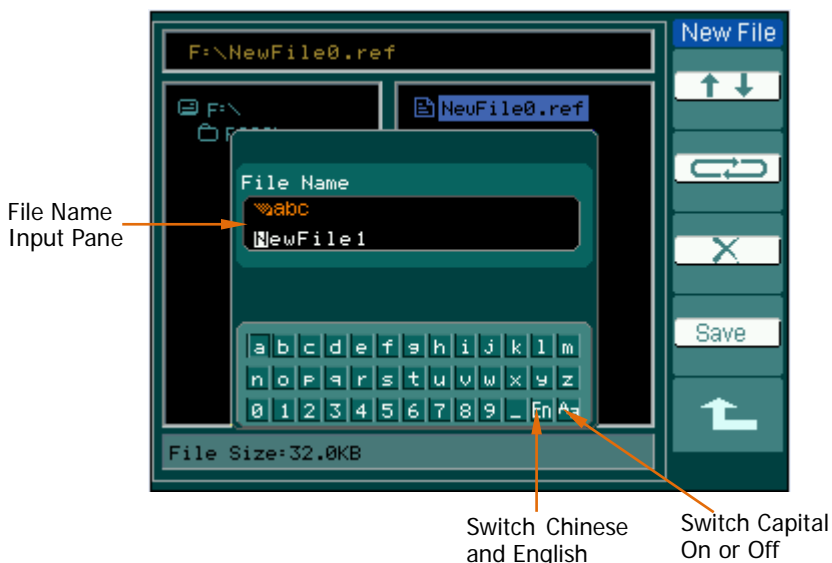 New File
F:\NewFile0.ref
F:\
NewFile0.ref
File Name
abc
NewFile1
File Name
Input Pane
Save
a b c d e f g h i j k l m
n o p q r s t u v w x y z
0 1 2 3 4 5 6 7 8 9 _ En Aa
File Size:32.0KB
Switch Chinese
and English
Switch Capital
On or Off